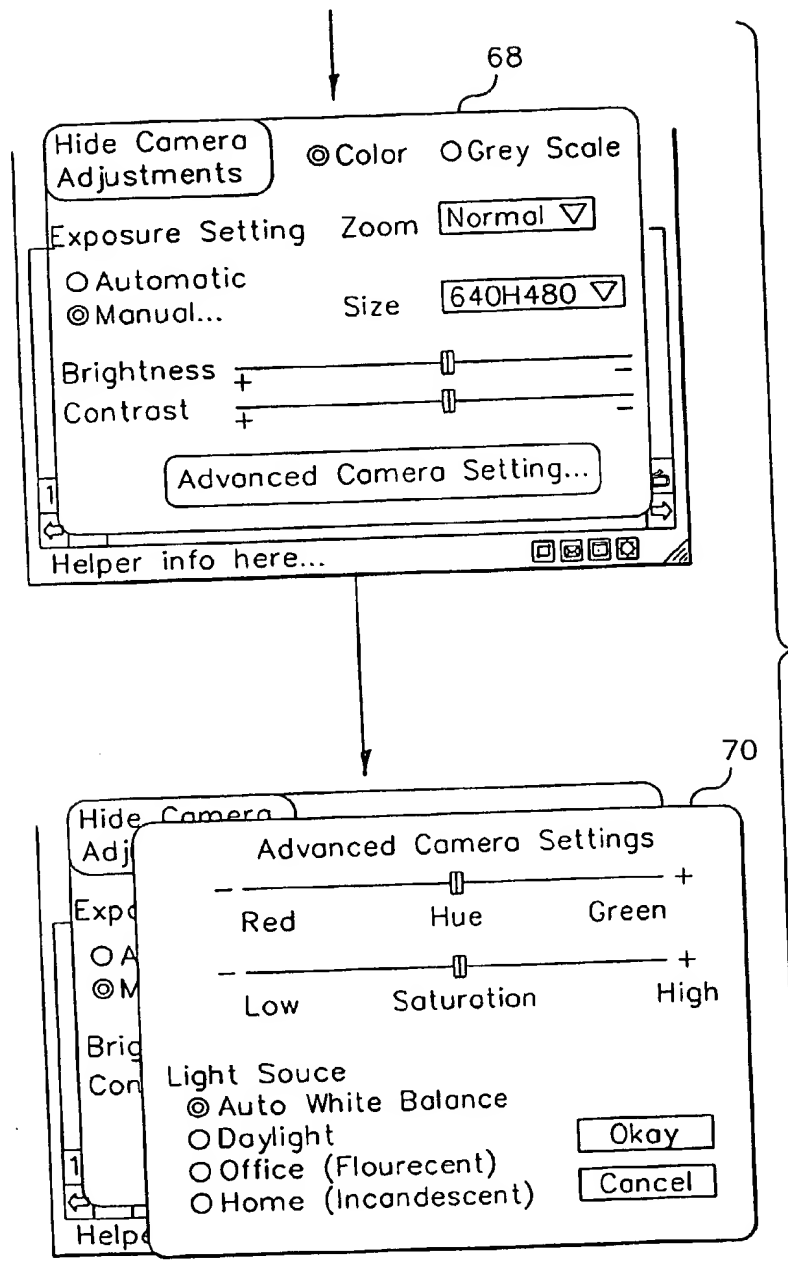 68
Hide Camera
Adjustments
Color Grey Scale
Exposure Setting Zoom Normal
Automatic
Manual...
Size 640H480
Brightness + -
Contrast + -
Advanced Camera Setting...
1
Helper info here...
70
Hide Camera
Adj
Advanced Camera Settings
- +
Expo
Red Hue Green
A
- +
M
Low Saturation High
Brig
Con
Light Souce
Auto White Balance
Daylight
Office (Flourecent)
Home (Incandescent)
Okay
Cancel
1
Helpe